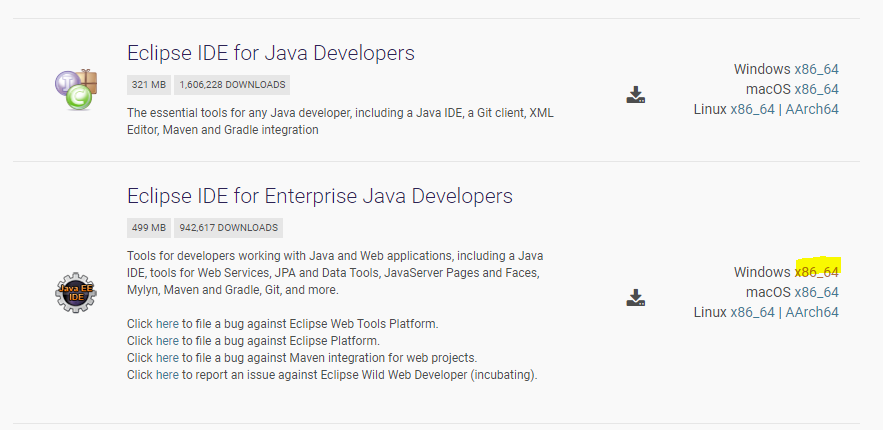 Eclipse IDE for Java Developers
321 MB 1,606,228 DOWNLOADS
The essential tools for any Java developer, including a Java IDE, a Git client, XML
Editor, Maven and Gradle integration
Windows x86_64
macOS x86_64
Linux x86_64 | AArch64
Eclipse IDE for Enterprise Java Developers
499 MB 942,617 DOWNLOADS
Tools for developers working with Java and Web applications, including a Java
IDE, tools for Web Services, JPA and Data Tools, JavaServer Pages and Faces,
Mylyn, Maven and Gradle, Git, and more.
Click here to file a bug against Eclipse Web Tools Platform.
Click here to file a bug against Eclipse Platform.
Click here to file a bug against Maven integration for web projects.
Click here to report an issue against Eclipse Wild Web Developer (incubating).
Java EE
IDE
Windows x86_64
macOS x86_64
Linux x86_64 | AArch64